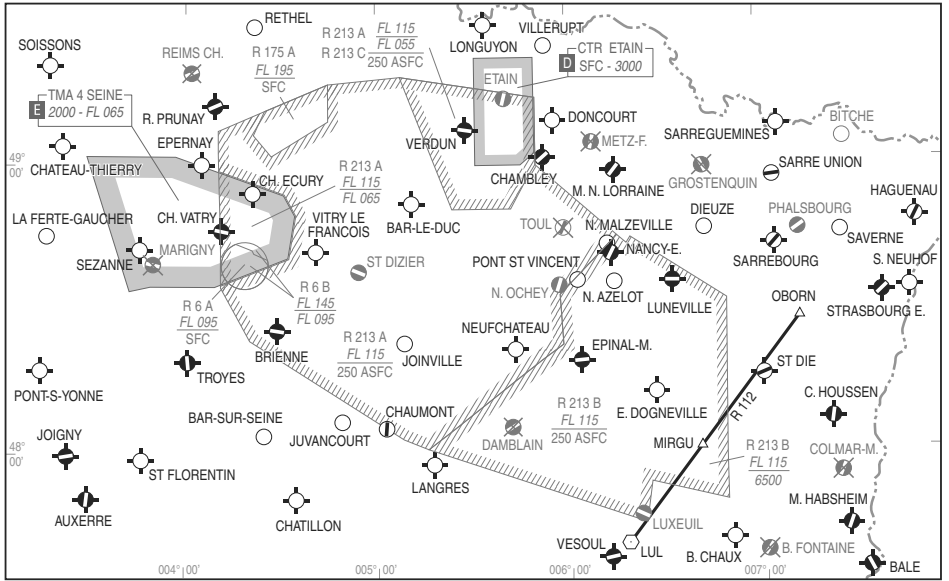 RETHEL
SOISSONS
REIMS CH.
R 175 A
FL 195
SFC
R 213 A
R 213 C
FL 115
FL 055
250 ASFC
LONGUYON
VILLERUPT
D
CTR ETAIN
SFC - 3000
ETAIN
E
TMA 4 SEINE
2000 - FL 065
R. PRUNAY
EPERNAY
VERDUN
DONCOURT
METZ-F.
SARREGUEMINES
BITCHE
49°
00'
CHATEAU-THIERRY
CH. ECURY
R 213 A
FL 115
FL 065
CHAMBLEY
M. N. LORRAINE
GROSTENQUIN
SARRE UNION
HAGUENAU
LA FERTE-GAUCHER
CH. VATRY
VITRY LE
FRANCOIS
BAR-LE-DUC
TOUL
N. MALZEVILLE
DIEUZE
PHALSBOURG
SAVERNE
MARIGNY
SEZANNE
ST DIZIER
PONT ST VINCENT
NANCY-E.
SARREBOURG
S. NEUHOF
N. OCHEY
N. AZELOT
LUNEVILLE
OBORN
STRASBOURG E.
R 6 A
FL 095
SFC
R 6 B
FL 145
FL 095
BRIENNE
R 213 A
FL 115
250 ASFC
JOINVILLE
NEUFCHATEAU
EPINAL-M.
ST DIE
PONT-S-YONNE
TROYES
BAR-SUR-SEINE
JUVANCOURT
CHAUMONT
R 213 B
FL 115
250 ASFC
E. DOGNEVILLE
R 112
C. HOUSSEN
JOIGNY
48°
00'
ST FLORENTIN
DAMBLAIN
MIRGU
R 213 B
FL 115
6500
COLMAR-M.
LANGRES
AUXERRE
CHATILLON
LUXEUIL
M. HABSHEIM
VESOUL
LUL
B. CHAUX
B. FONTAINE
BALE
004° 00'
005° 00'
006° 00'
007° 00'